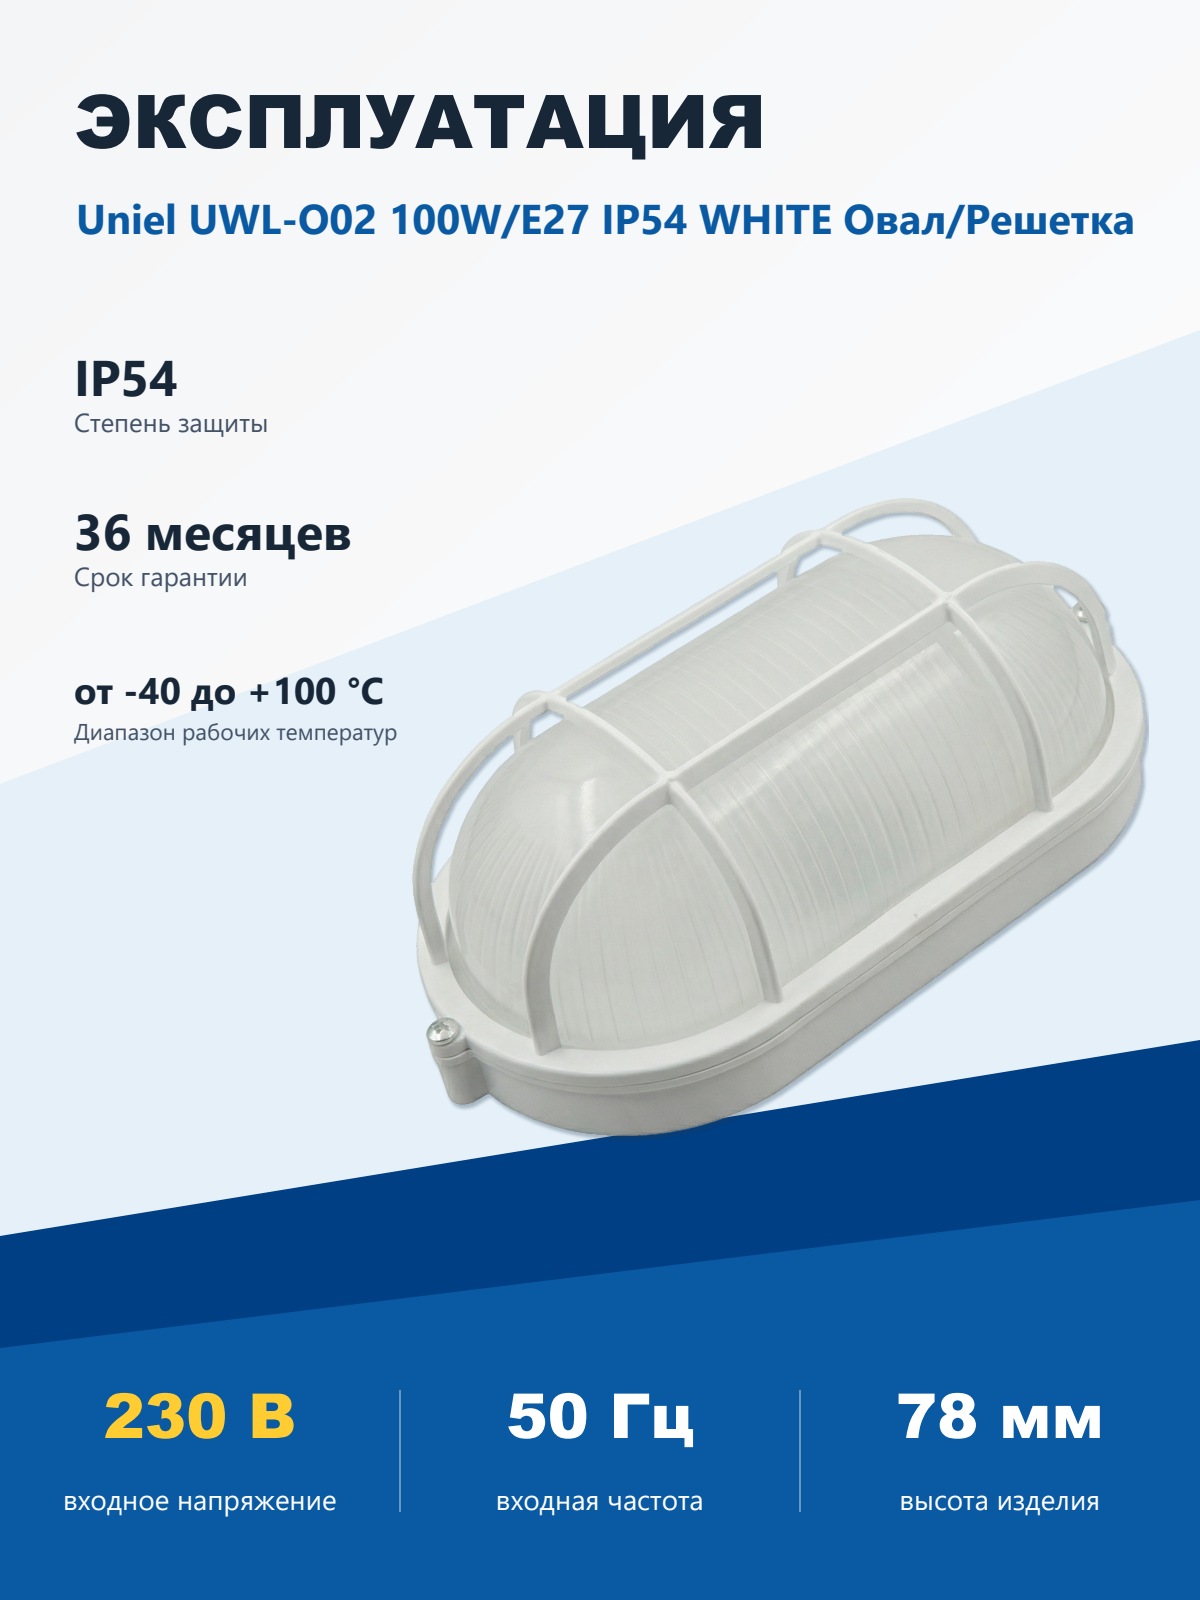 ЭКСПЛУАТАЦИЯ
Uniel UWL-O02 100W/E27 IP54 WHITE Овал/Решетка
IP54
Степень защиты
36 месяцев
Срок гарантии
от -40 до +100 °C
Диапазон рабочих температур
230 В
входное напряжение
50 Гц
входная частота
78 мм
высота изделия